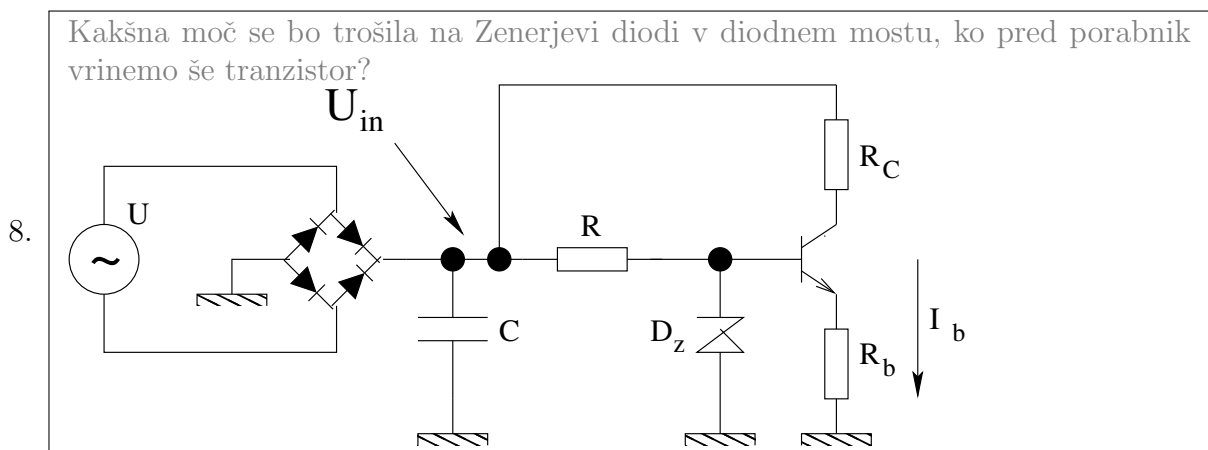 Kakšna moč se bo trošila na Zenerjevi diodi v diodnem mostu, ko pred porabnik
vrinemo še tranzistor?
U_in
R_C
U
R
8.
~
C
D_z
I_b
R_b